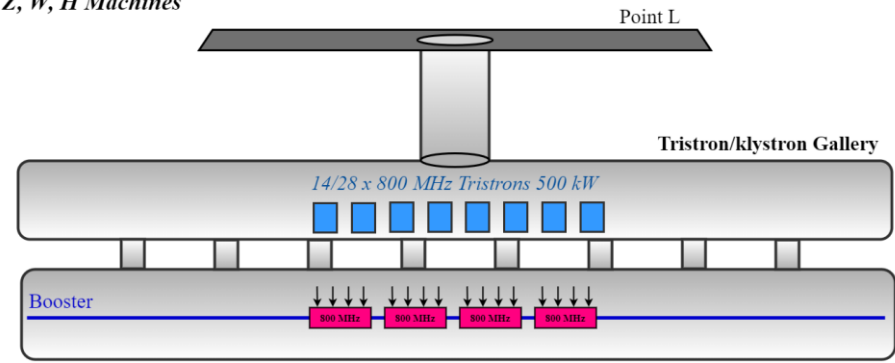 Z, W, H Machines
Point L
Tristron/klystron Gallery
14/28 x 800 MHz Tristrons 500 kW
Booster
800 MHz 800 MHz 800 MHz 800 MHz